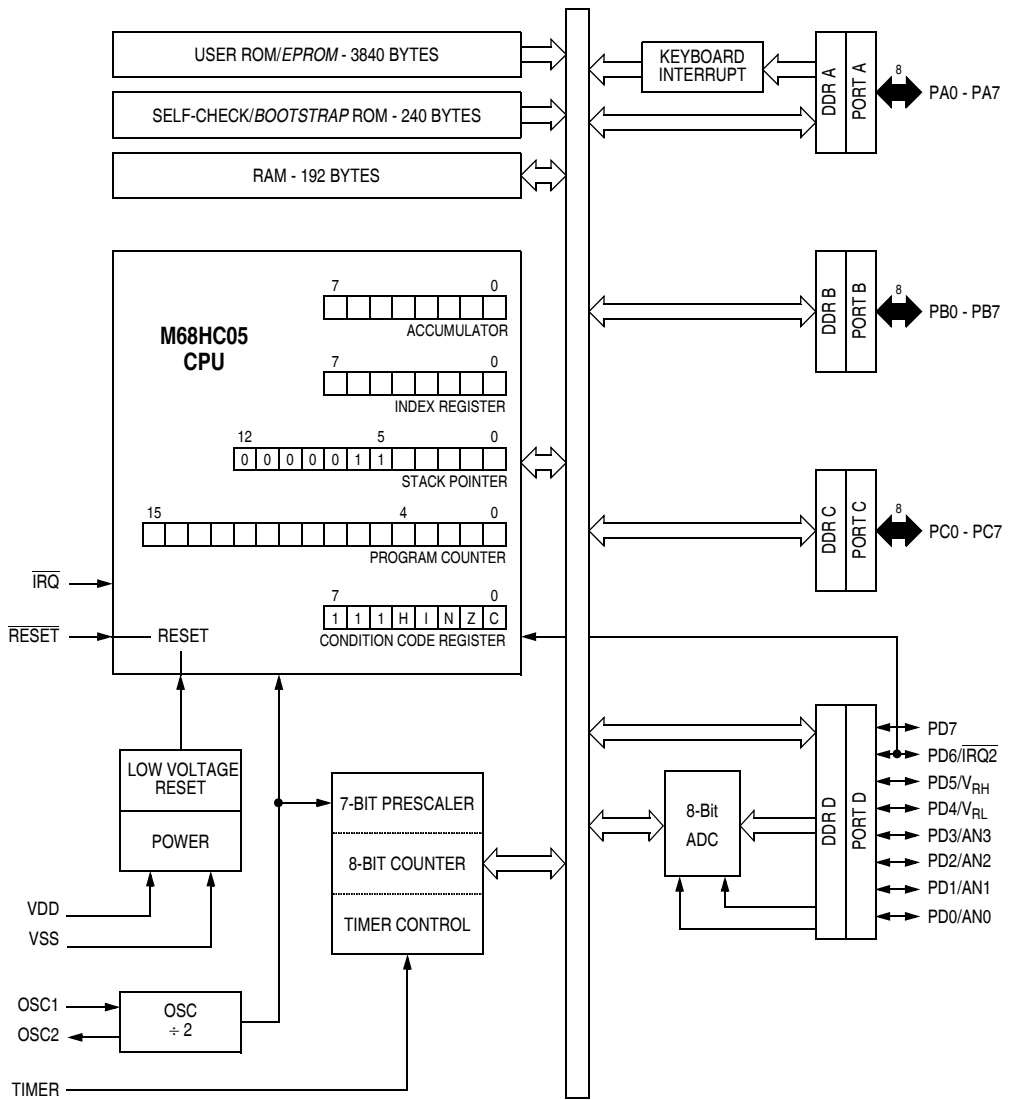 USER ROM/EPROM - 3840 BYTES
SELF-CHECK/BOOTSTRAP ROM - 240 BYTES
RAM - 192 BYTES
KEYBOARD
INTERRUPT
DDR A
PORT A
8
PA0 - PA7
M68HC05
CPU
7 0
ACCUMULATOR
7 0
INDEX REGISTER
12 5 0
0 0 0 0 0 1 1
STACK POINTER
15 4 0
PROGRAM COUNTER
7 0
1 1 1 H I N Z C
CONDITION CODE REGISTER
IRQ
RESET
RESET
DDR B
PORT B
8
PB0 - PB7
DDR C
PORT C
8
PC0 - PC7
LOW VOLTAGE
RESET
POWER
VDD
VSS
7-BIT PRESCALER
8-BIT COUNTER
TIMER CONTROL
OSC1
OSC2
OSC
÷ 2
TIMER
8-Bit
ADC
DDR D
PORT D
PD7
PD6/IRQ2
PD5/VRH
PD4/VRL
PD3/AN3
PD2/AN2
PD1/AN1
PD0/AN0